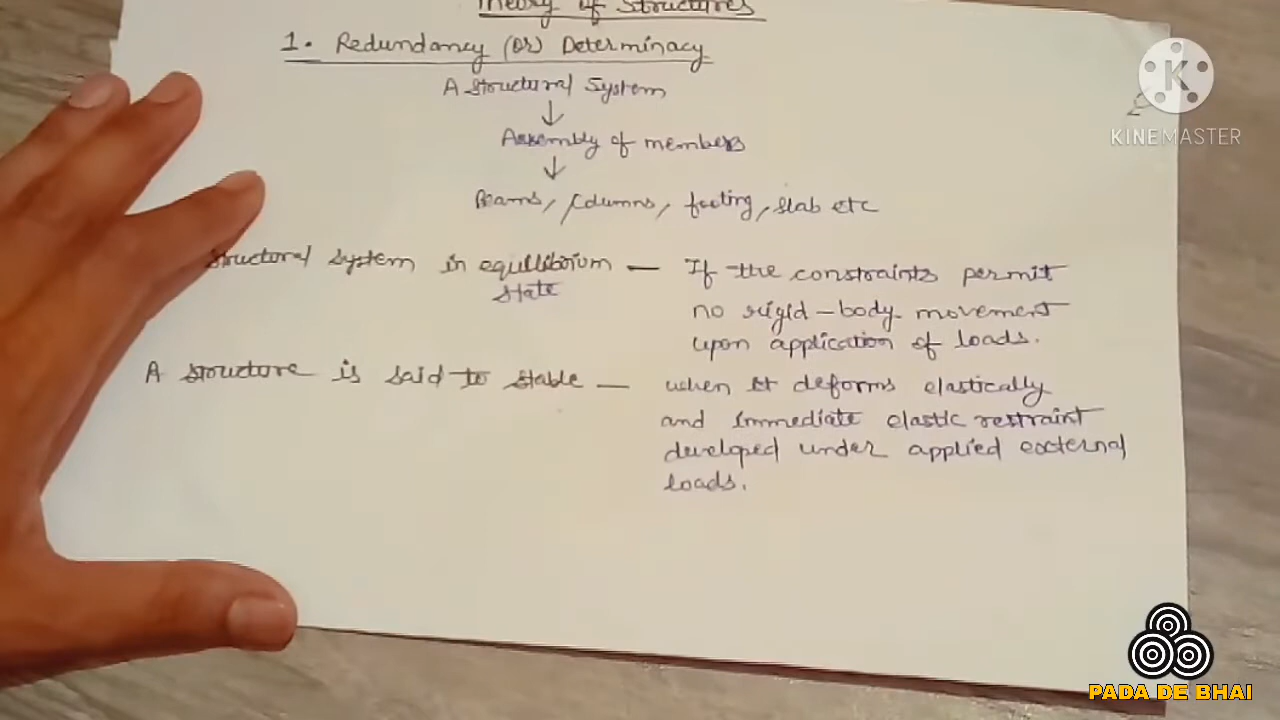 Theory of Structures
1. Redundancy (or) Determinacy
A Structural System
Assembly of members
Beams, columns, footing, slab etc
Structural system in equilibrium — If the constraints permit
state
no rigid-body movement
upon application of loads.
A structure is said to stable — when it deforms elastically
and immediate elastic restraint
developed under applied external
loads.
KINEMASTER
PADA DE BHAI